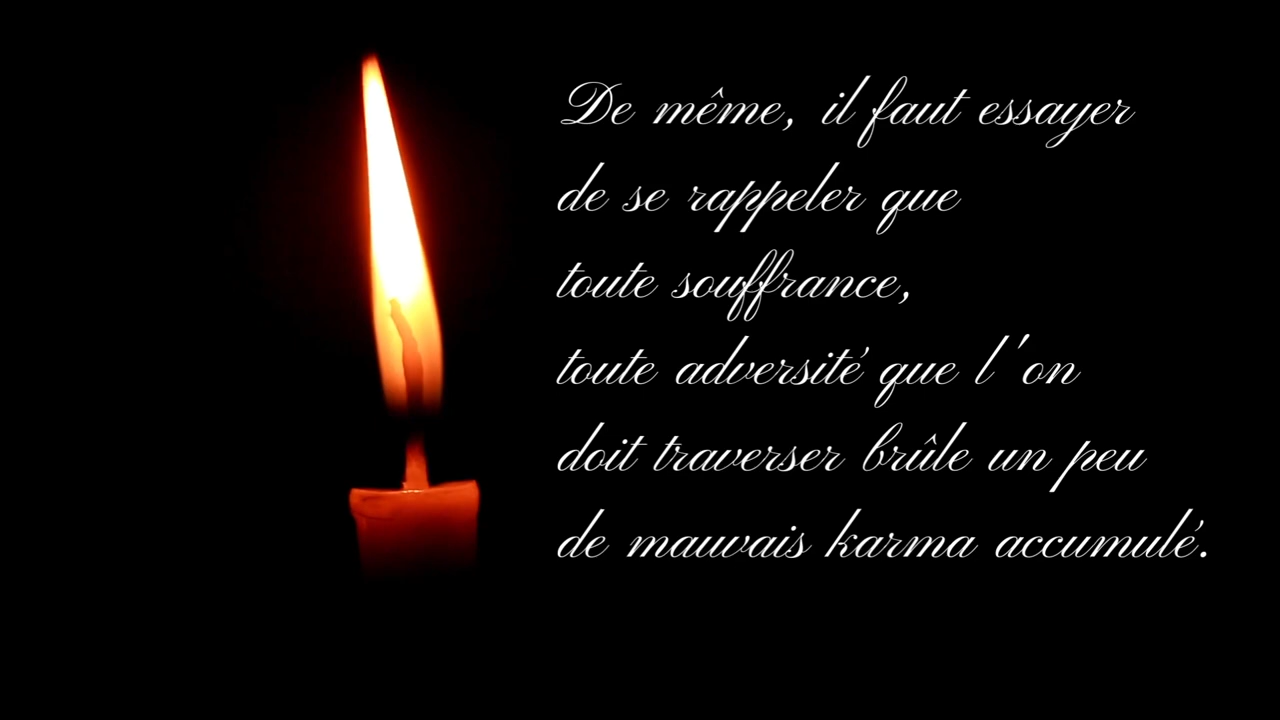 De même, il faut essayer
de se rappeler que
toute souffrance,
toute adversité que l'on
doit traverser brûle un peu
de mauvais karma accumulé.